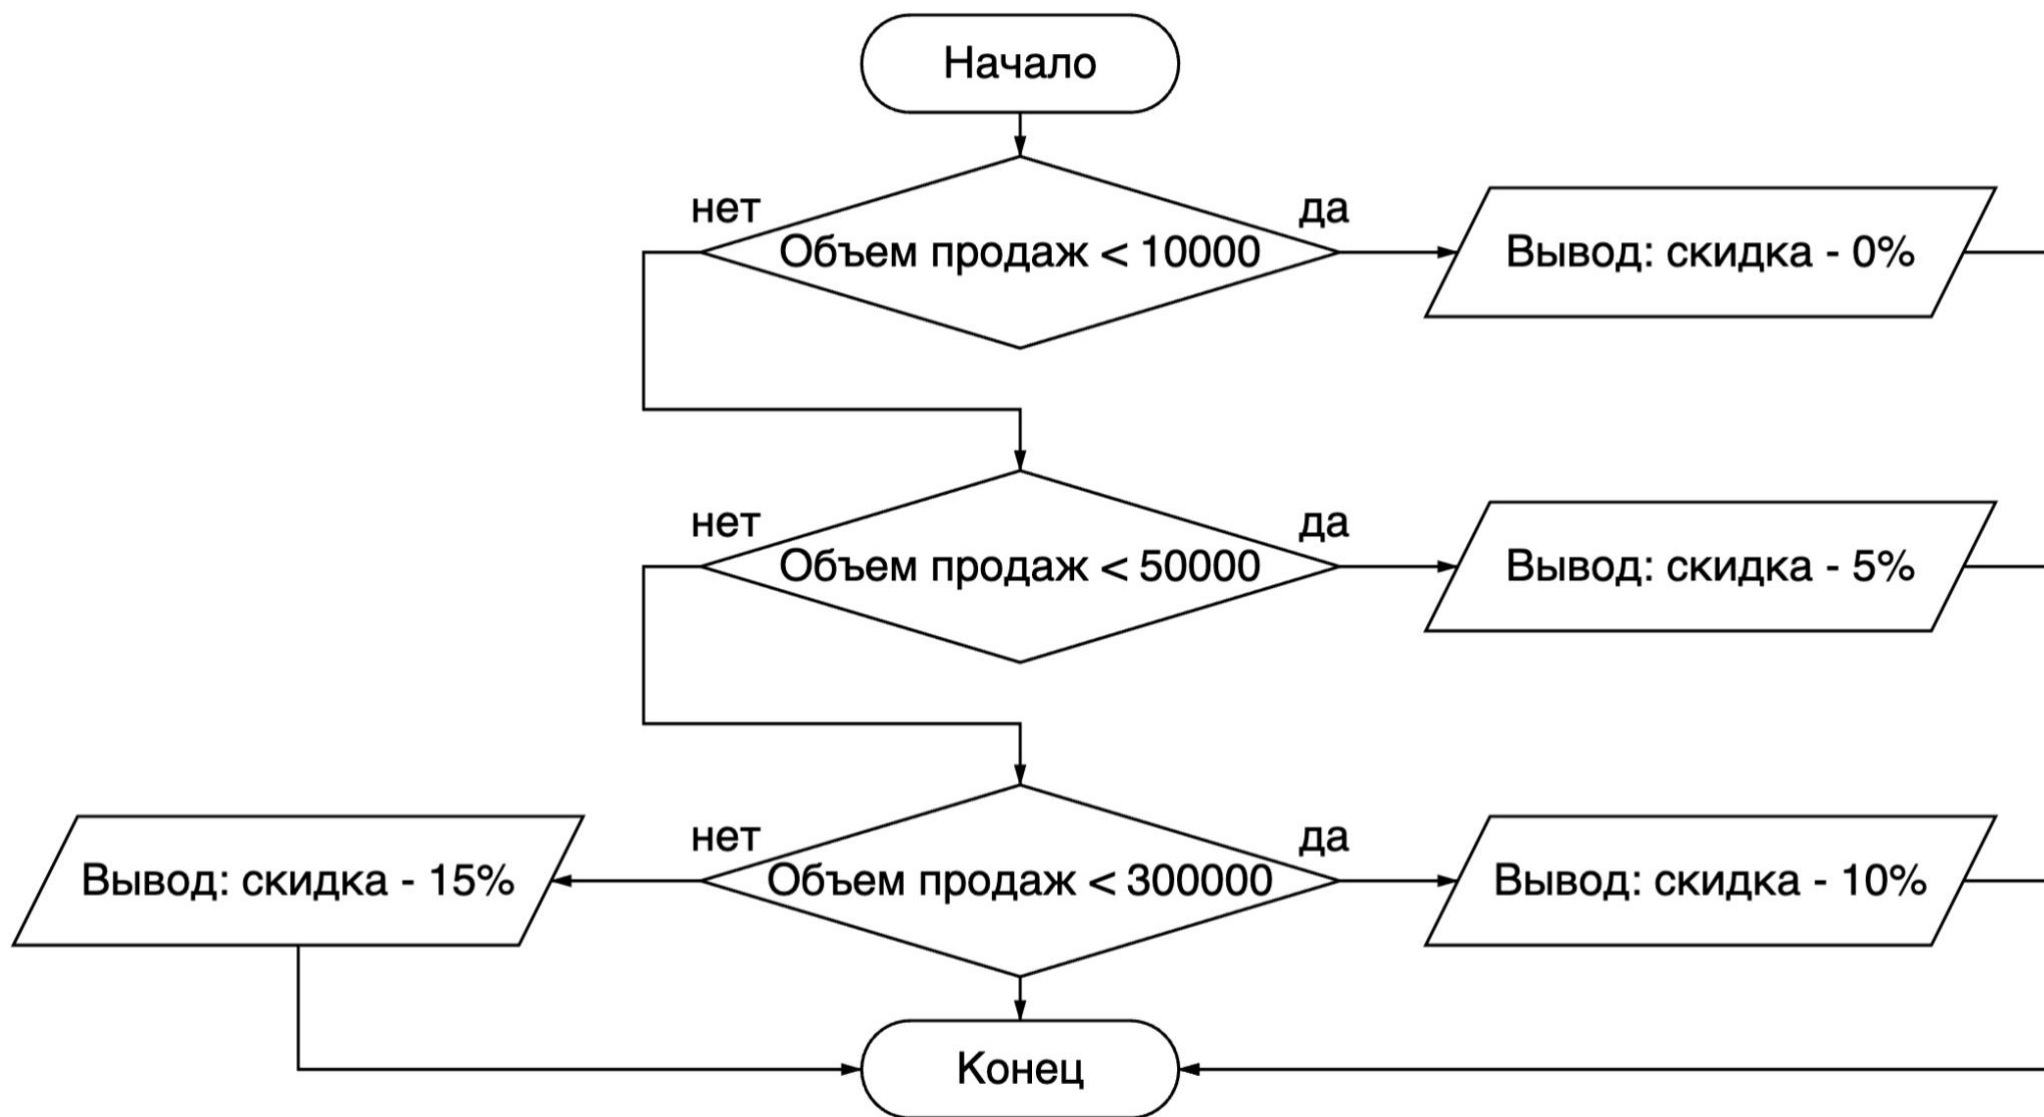 Начало
нет
да
Объем продаж < 10000
Вывод: скидка - 0%
нет
да
Объем продаж < 50000
Вывод: скидка - 5%
нет
да
Вывод: скидка - 15%
Объем продаж < 300000
Вывод: скидка - 10%
Конец